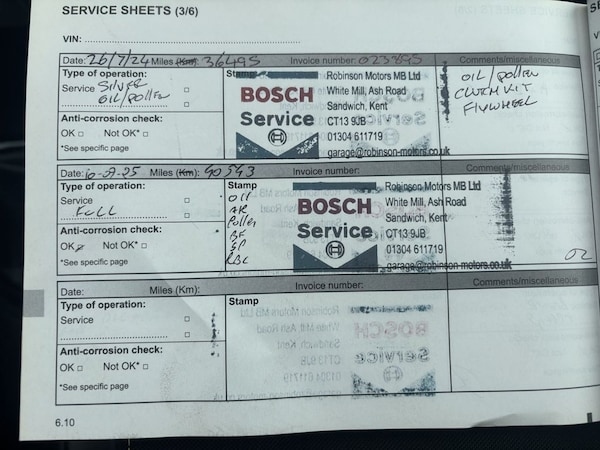 SERVICE SHEETS (3/6)
VIN:
Date: 26/7/24 Miles (Km): 36495 Invoice number: 023895 Comments/miscellaneous
Type of operation: Stamp
Service SILVER
OIL/POLLEN
Anti-corrosion check:
OK Not OK*
*See specific page
BOSCH
Service
Robinson Motors MB Ltd
White Mill, Ash Road
Sandwich, Kent
CT13 9JB
01304 611719
garage@robinson-motors.co.uk
OIL/POLLEN
CLUTCH KIT
FLYWHEEL
Date: Miles (Km): 40543 Invoice number: Comments/miscellaneous
Type of operation: Stamp
Service
FULL
Anti-corrosion check:
OK Not OK*
*See specific page
OIL
AIR
POLLEN
BF
SP
RBC
BOSCH
Service
Robinson Motors MB Ltd
White Mill, Ash Road
Sandwich, Kent
CT13 9JB
01304 611719
garage@robinson-motors.co.uk
02
Date: Miles (Km): Invoice number: Comments/miscellaneous
Type of operation: Stamp
Service
Anti-corrosion check:
OK Not OK*
*See specific page
6.10